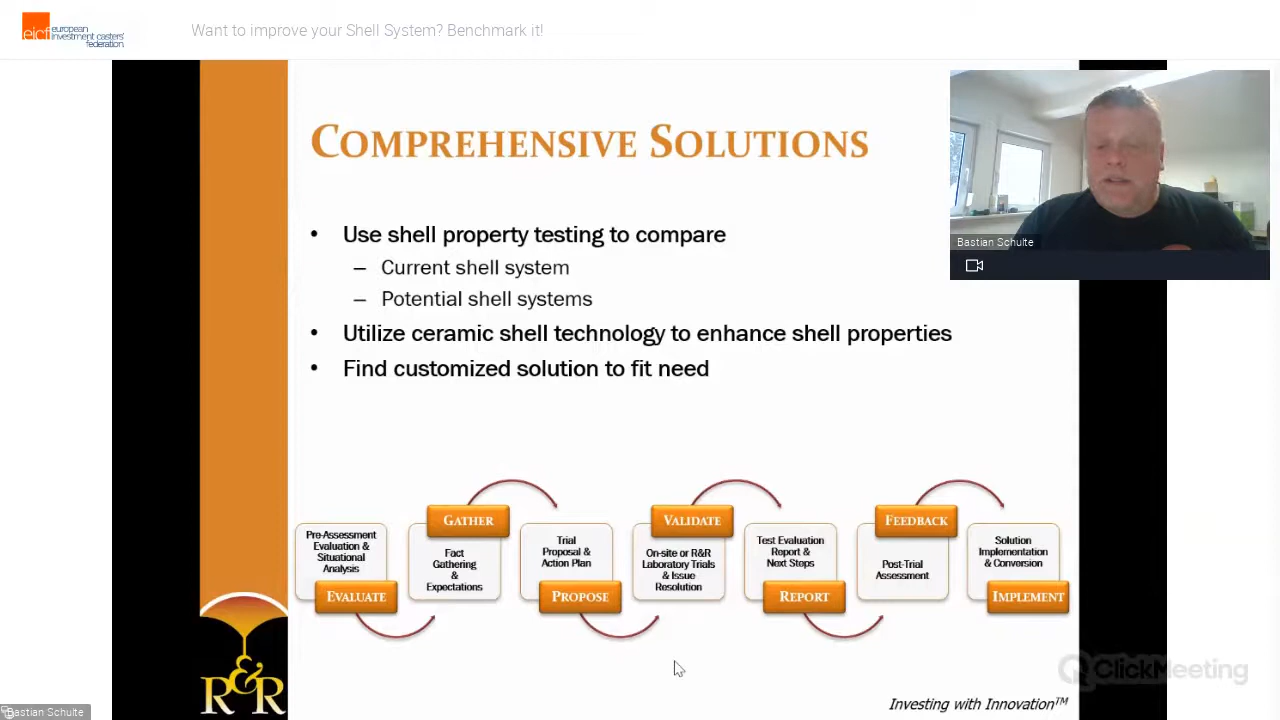 eicf
european
investment casters'
federation.
Want to improve your Shell System? Benchmark it!
COMPREHENSIVE SOLUTIONS
• Use shell property testing to compare
– Current shell system
– Potential shell systems
• Utilize ceramic shell technology to enhance shell properties
• Find customized solution to fit need
Bastian Schulte
Pre-Assessment
Evaluation &
Situational
Analysis
EVALUATE
GATHER
Fact
Gathering
&
Expectations
Trial
Proposal &
Action Plan
PROPOSE
VALIDATE
On-site or R&R
Laboratory Trials
& Issue
Resolution
Test Evaluation
Report &
Next Steps
REPORT
FEEDBACK
Post-Trial
Assessment
Solution
Implementation
& Conversion
IMPLEMENT
R&R
ClickMeeting
Investing with Innovation™
Bastian Schulte